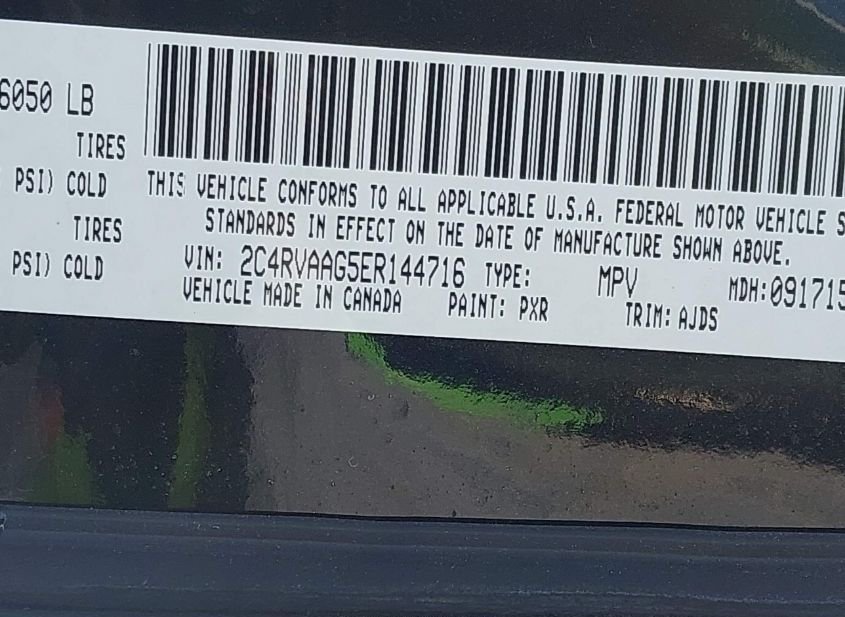 6050 LB
TIRES
PSI) COLD
TIRES
PSI) COLD
THIS VEHICLE CONFORMS TO ALL APPLICABLE U.S.A. FEDERAL MOTOR VEHICLE S
STANDARDS IN EFFECT ON THE DATE OF MANUFACTURE SHOWN ABOVE.
VIN: 2C4RVAAG5ER144716 TYPE: MPV MDH:091715
VEHICLE MADE IN CANADA PAINT: PXR TRIM: AJDS